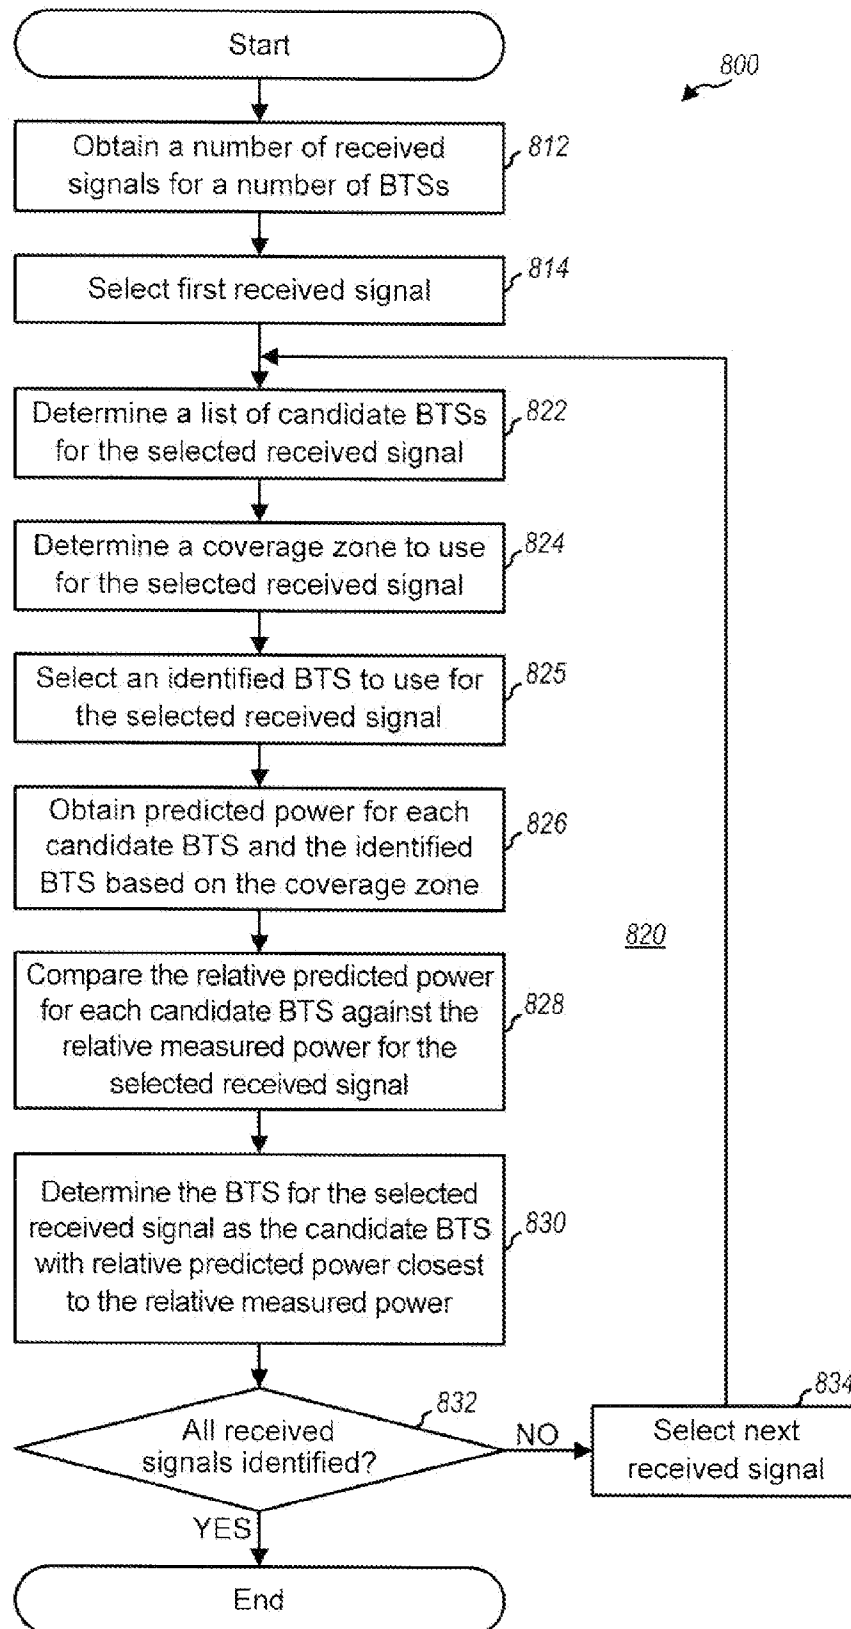 Start
800
Obtain a number of received
signals for a number of BTSs
812
Select first received signal
814
Determine a list of candidate BTSs
for the selected received signal
822
Determine a coverage zone to use
for the selected received signal
824
Select an identified BTS to use for
the selected received signal
825
Obtain predicted power for each
candidate BTS and the identified
BTS based on the coverage zone
826
820
Compare the relative predicted power
for each candidate BTS against the
relative measured power for the
selected received signal
828
Determine the BTS for the selected
received signal as the candidate BTS
with relative predicted power closest
to the relative measured power
830
All received
signals identified?
832
NO
Select next
received signal
834
YES
End